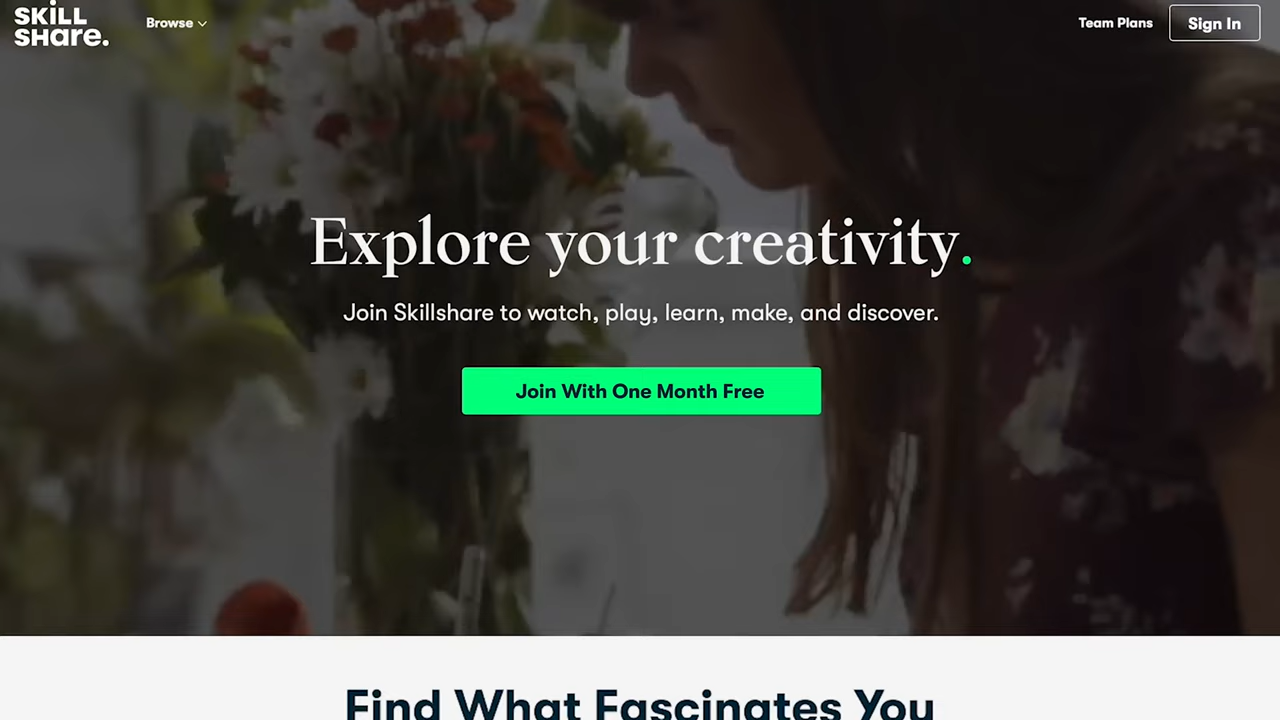 SKILL
SHare.
Browse
Team Plans
Sign In
Explore your creativity.
Join Skillshare to watch, play, learn, make, and discover.
Join With One Month Free
Find What Fascinates You